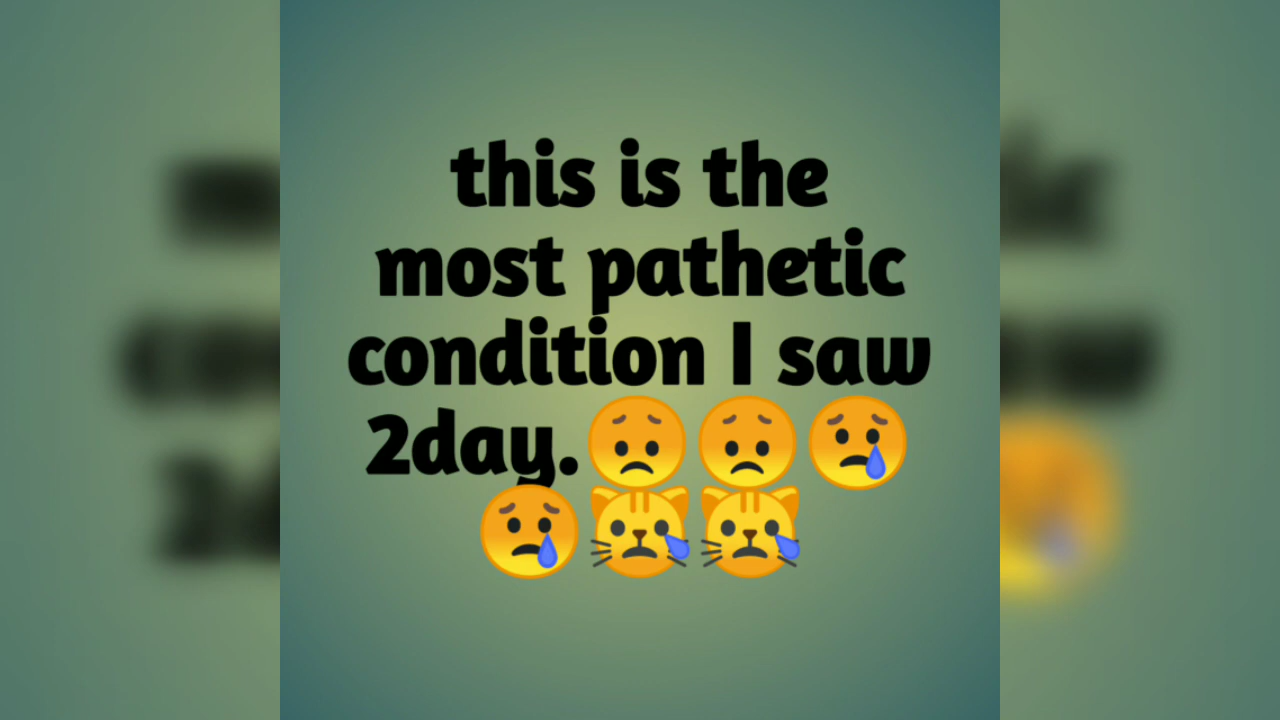 this is the
most pathetic
condition I saw
2day.😟😟😢
😢😿😿